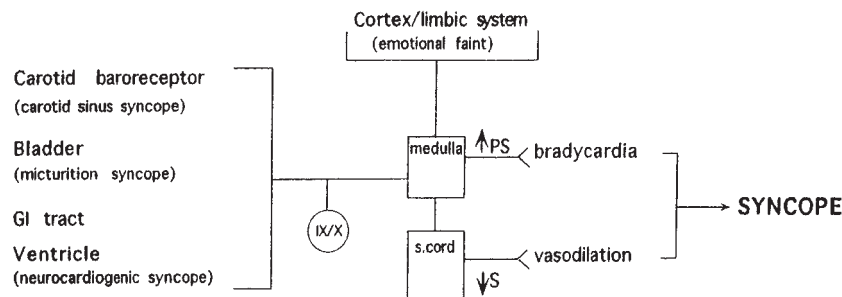 Cortex/limbic system
(emotional faint)
Carotid baroreceptor
(carotid sinus syncope)
Bladder
(micturition syncope)
GI tract
Ventricle
(neurocardiogenic syncope)
IX/X
medulla
s.cord
↑PS
bradycardia
↓S
vasodilation
SYNCOPE